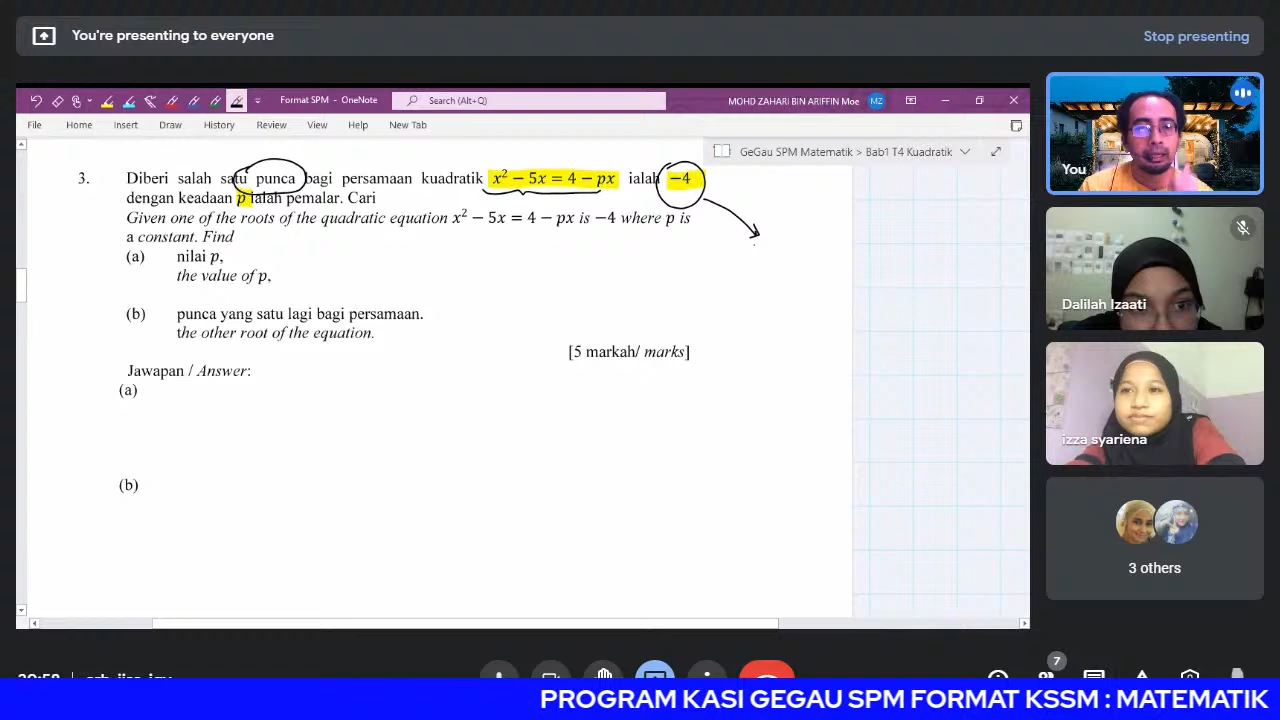 You're presenting to everyone
Stop presenting
Format SPM - OneNote
Search (Alt+Q)
MOHD ZAHARI BIN ARIFFIN Moe
MZ
File Home Insert Draw History Review View Help New Tab
GeGau SPM Matematik > Bab1 T4 Kuadratik
3. Diberi salah satu punca bagi persamaan kuadratik x² − 5x = 4 − px ialah −4
dengan keadaan p ialah pemalar. Cari
Given one of the roots of the quadratic equation x² − 5x = 4 − px is −4 where p is
a constant. Find
(a) nilai p,
the value of p,
(b) punca yang satu lagi bagi persamaan.
the other root of the equation.
[5 markah/ marks]
Jawapan / Answer:
(a)
(b)
You
Dalilah Izaati
izza syariena
3 others
7
PROGRAM KASI GEGAU SPM FORMAT KSSM : MATEMATIK